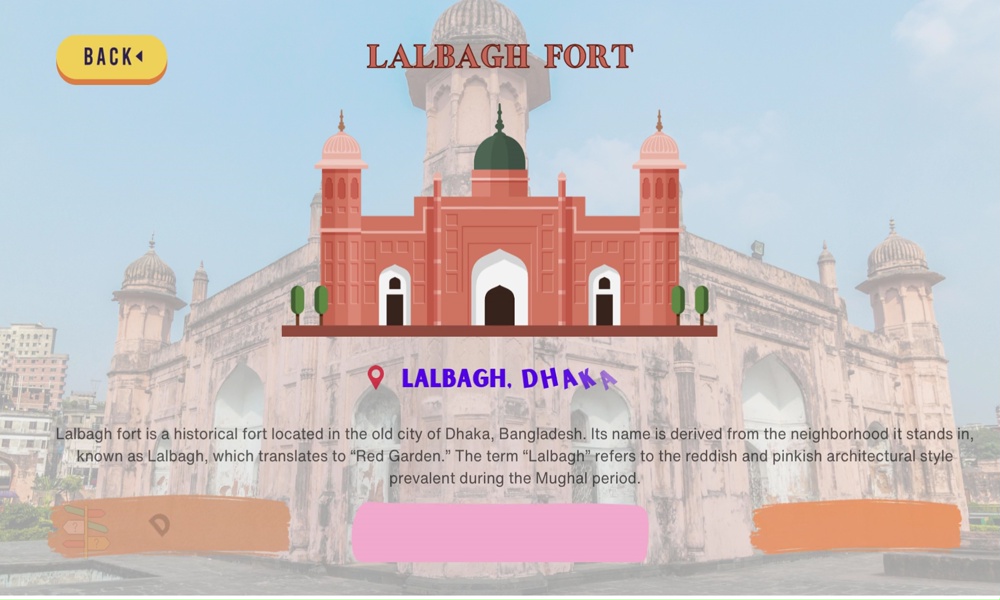 BACK
LALBAGH FORT
LALBAGH, DHAKA
Lalbagh fort is a historical fort located in the old city of Dhaka, Bangladesh. Its name is derived from the neighborhood it stands in,
known as Lalbagh, which translates to “Red Garden.” The term “Lalbagh” refers to the reddish and pinkish architectural style
prevalent during the Mughal period.
D